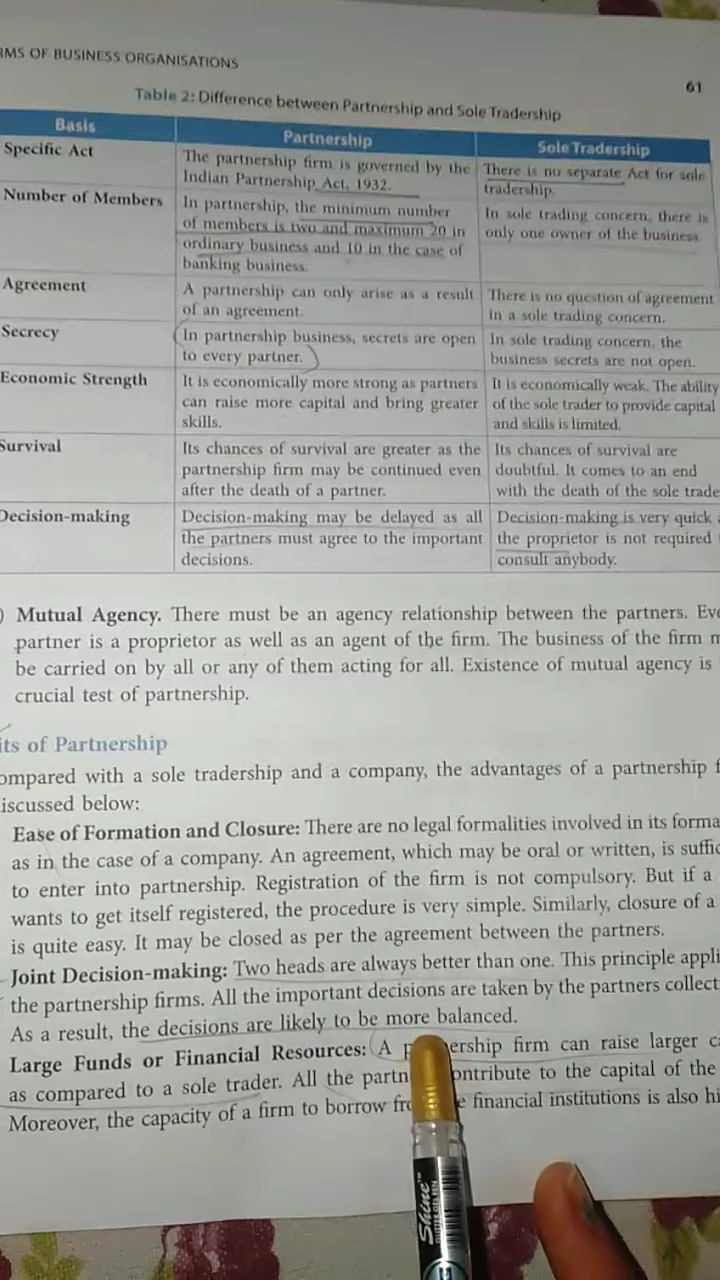 RMS OF BUSINESS ORGANISATIONS
61
Table 2: Difference between Partnership and Sole Tradership
Basis Partnership Sole Tradership
Specific Act The partnership firm is governed by the There is no separate Act for sole
Indian Partnership Act, 1932. tradership.
Number of Members In partnership, the minimum number In sole trading concern, there is
of members is two and maximum 20 in only one owner of the business.
ordinary business and 10 in the case of
banking business.
Agreement A partnership can only arise as a result There is no question of agreement
of an agreement. in a sole trading concern.
Secrecy In partnership business, secrets are open In sole trading concern, the
to every partner. business secrets are not open.
Economic Strength It is economically more strong as partners It is economically weak. The ability
can raise more capital and bring greater of the sole trader to provide capital
skills. and skills is limited.
Survival Its chances of survival are greater as the Its chances of survival are
partnership firm may be continued even doubtful. It comes to an end
after the death of a partner. with the death of the sole trade
Decision-making Decision-making may be delayed as all Decision-making is very quick
the partners must agree to the important the proprietor is not required
decisions. consult anybody.
) Mutual Agency. There must be an agency relationship between the partners. Eve
partner is a proprietor as well as an agent of the firm. The business of the firm m
be carried on by all or any of them acting for all. Existence of mutual agency is
crucial test of partnership.
its of Partnership
ompared with a sole tradership and a company, the advantages of a partnership f
iscussed below:
Ease of Formation and Closure: There are no legal formalities involved in its forma
as in the case of a company. An agreement, which may be oral or written, is suffic
to enter into partnership. Registration of the firm is not compulsory. But if a
wants to get itself registered, the procedure is very simple. Similarly, closure of a
is quite easy. It may be closed as per the agreement between the partners.
Joint Decision-making: Two heads are always better than one. This principle appli
the partnership firms. All the important decisions are taken by the partners collect
As a result, the decisions are likely to be more balanced.
Large Funds or Financial Resources: A p ership firm can raise larger c
as compared to a sole trader. All the partn ontribute to the capital of the
Moreover, the capacity of a firm to borrow fr e financial institutions is also hi
Shine